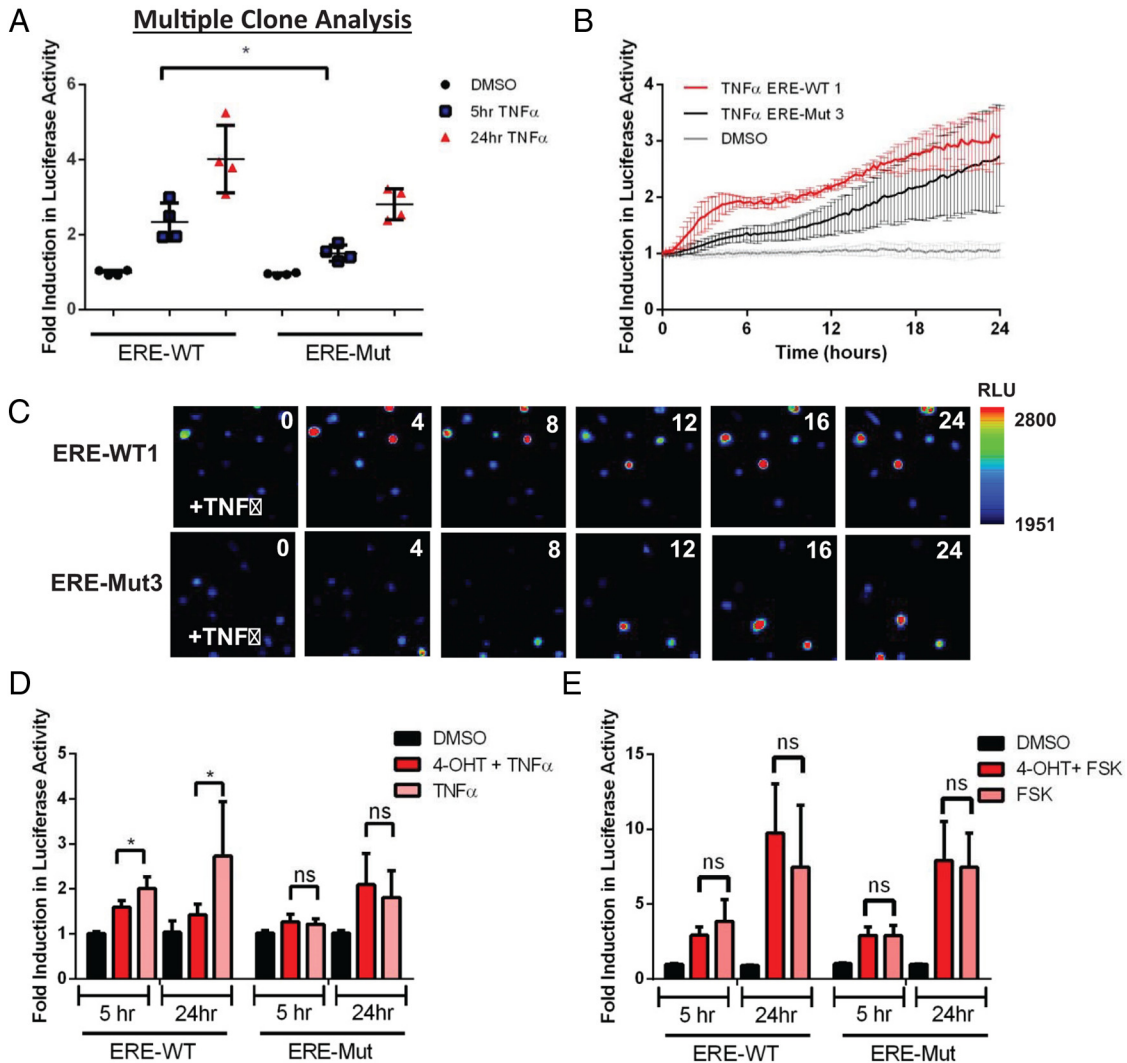 A
Multiple Clone Analysis
*
Fold Induction in Luciferase Activity
6
4
2
0
ERE-WT
ERE-Mut
DMSO
5hr TNFα
24hr TNFα
B
Fold Induction in Luciferase Activity
4
3
2
1
0
TNFα ERE-WT 1
TNFα ERE-Mut 3
DMSO
0
6
12
18
24
Time (hours)
C
ERE-WT1
0
4
8
12
16
24
+TNF
RLU
2800
1951
ERE-Mut3
0
4
8
12
16
24
+TNF
D
Fold Induction in Luciferase Activity
5
4
3
2
1
0
DMSO
4-OHT + TNFα
TNFα
*
*
ns
ns
5 hr
24hr
5 hr
24hr
ERE-WT
ERE-Mut
E
Fold Induction in Luciferase Activity
15
10
5
0
DMSO
4-OHT+ FSK
FSK
ns
ns
ns
ns
5 hr
24hr
5 hr
24hr
ERE-WT
ERE-Mut